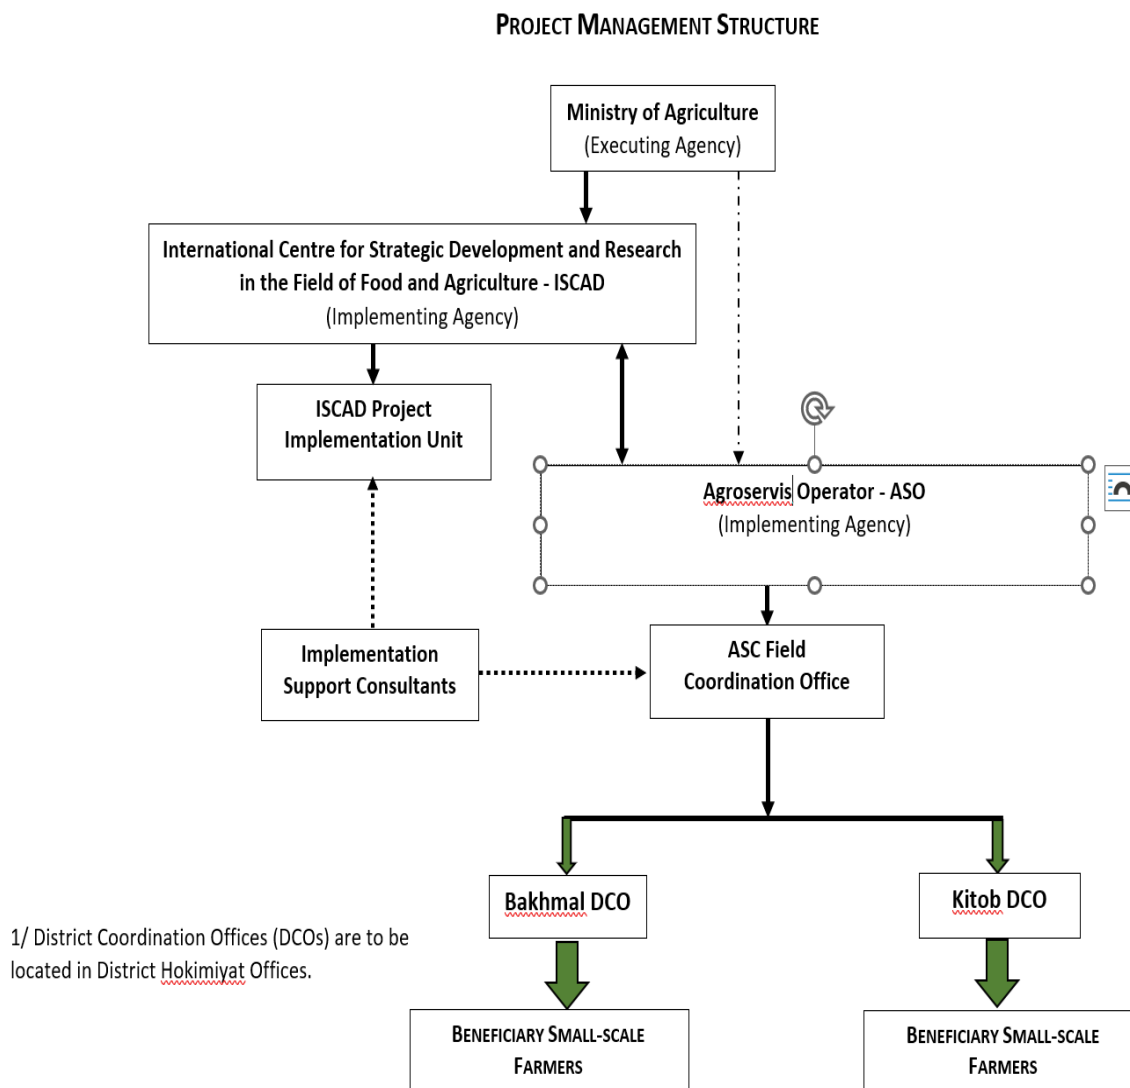 PROJECT MANAGEMENT STRUCTURE
Ministry of Agriculture
(Executing Agency)
International Centre for Strategic Development and Research
in the Field of Food and Agriculture - ISCAD
(Implementing Agency)
ISCAD Project
Implementation Unit
Agroservis Operator - ASO
(Implementing Agency)
Implementation
Support Consultants
ASC Field
Coordination Office
Bakhmal DCO
Kitob DCO
1/ District Coordination Offices (DCOs) are to be
located in District Hokimiyat Offices.
BENEFICIARY SMALL-SCALE
FARMERS
BENEFICIARY SMALL-SCALE
FARMERS